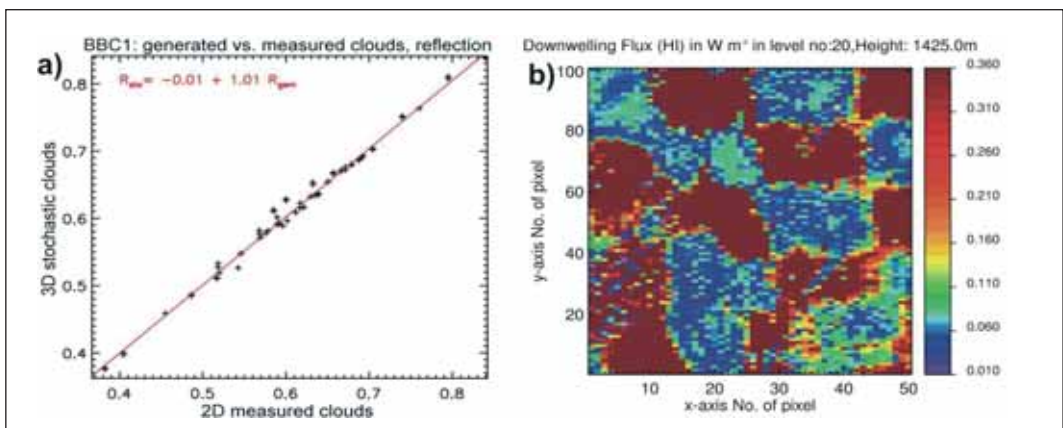 BBC1: generated vs. measured clouds, reflection
a)
= −0.01 + 1.01
0.8
0.7
0.6
0.5
0.4
3D stochastic clouds
0.4 0.5 0.6 0.7 0.8
2D measured clouds
Downwelling Flux (HI) in W in level no:20,Height: 1425.0m
b)
100
80
60
40
20
y-axis No. of pixel
10 20 30 40 50
x-axis No. of pixel
0.360
0.310
0.260
0.210
0.160
0.110
0.060
0.010